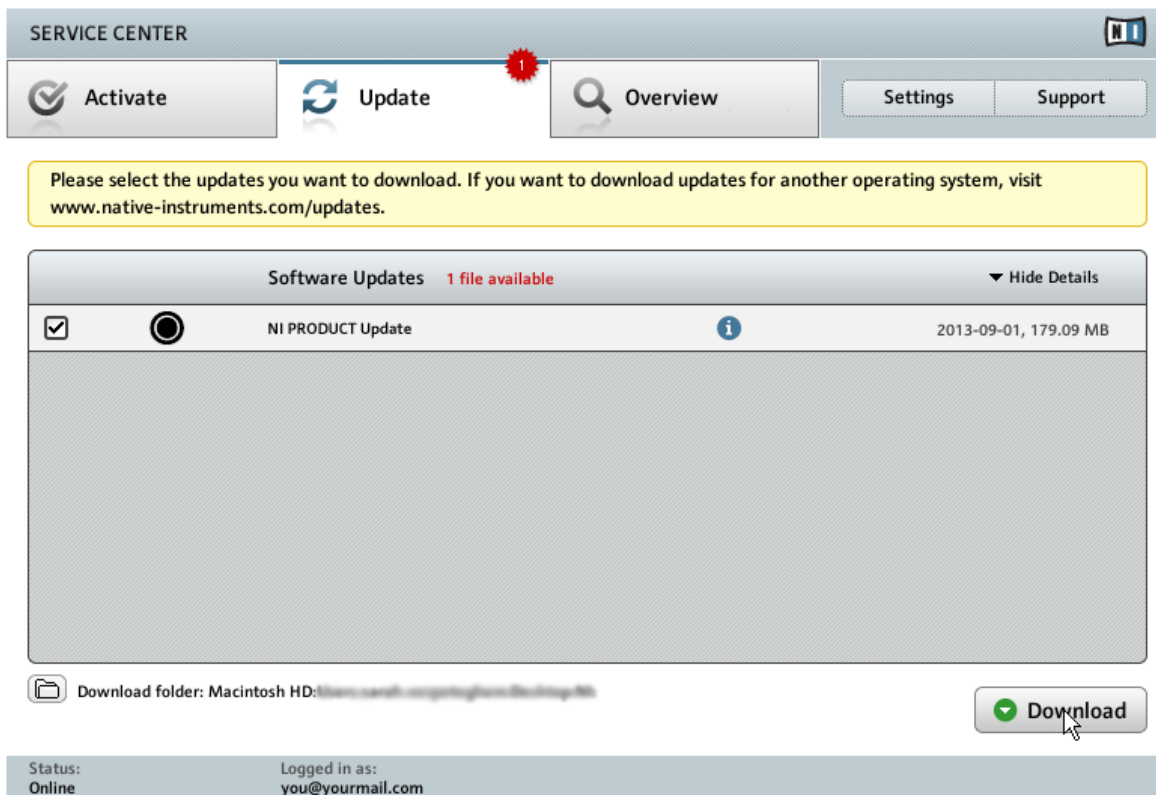 SERVICE CENTER
NI
Activate
Update
1
Overview
Settings
Support
Please select the updates you want to download. If you want to download updates for another operating system, visit
www.native-instruments.com/updates.
Software Updates 1 file available Hide Details
NI PRODUCT Update i 2013-09-01, 179.09 MB
Download folder: Macintosh HD:
Download
Status: Logged in as:
Online you@yourmail.com